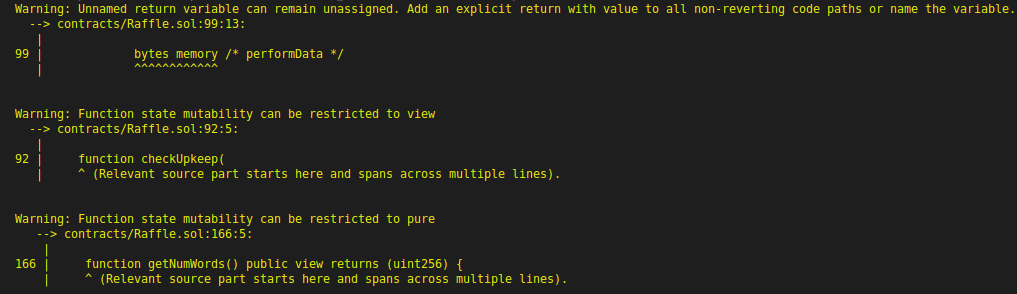 Warning: Unnamed return variable can remain unassigned. Add an explicit return with value to all non-reverting code paths or name the variable.
  --> contracts/Raffle.sol:99:13:
   |
99 |             bytes memory /* performData */
   |             ^^^^^^^^^^^^
Warning: Function state mutability can be restricted to view
  --> contracts/Raffle.sol:92:5:
   |
92 |     function checkUpkeep(
   |     ^ (Relevant source part starts here and spans across multiple lines).
Warning: Function state mutability can be restricted to pure
   --> contracts/Raffle.sol:166:5:
    |
166 |     function getNumWords() public view returns (uint256) {
    |     ^ (Relevant source part starts here and spans across multiple lines).